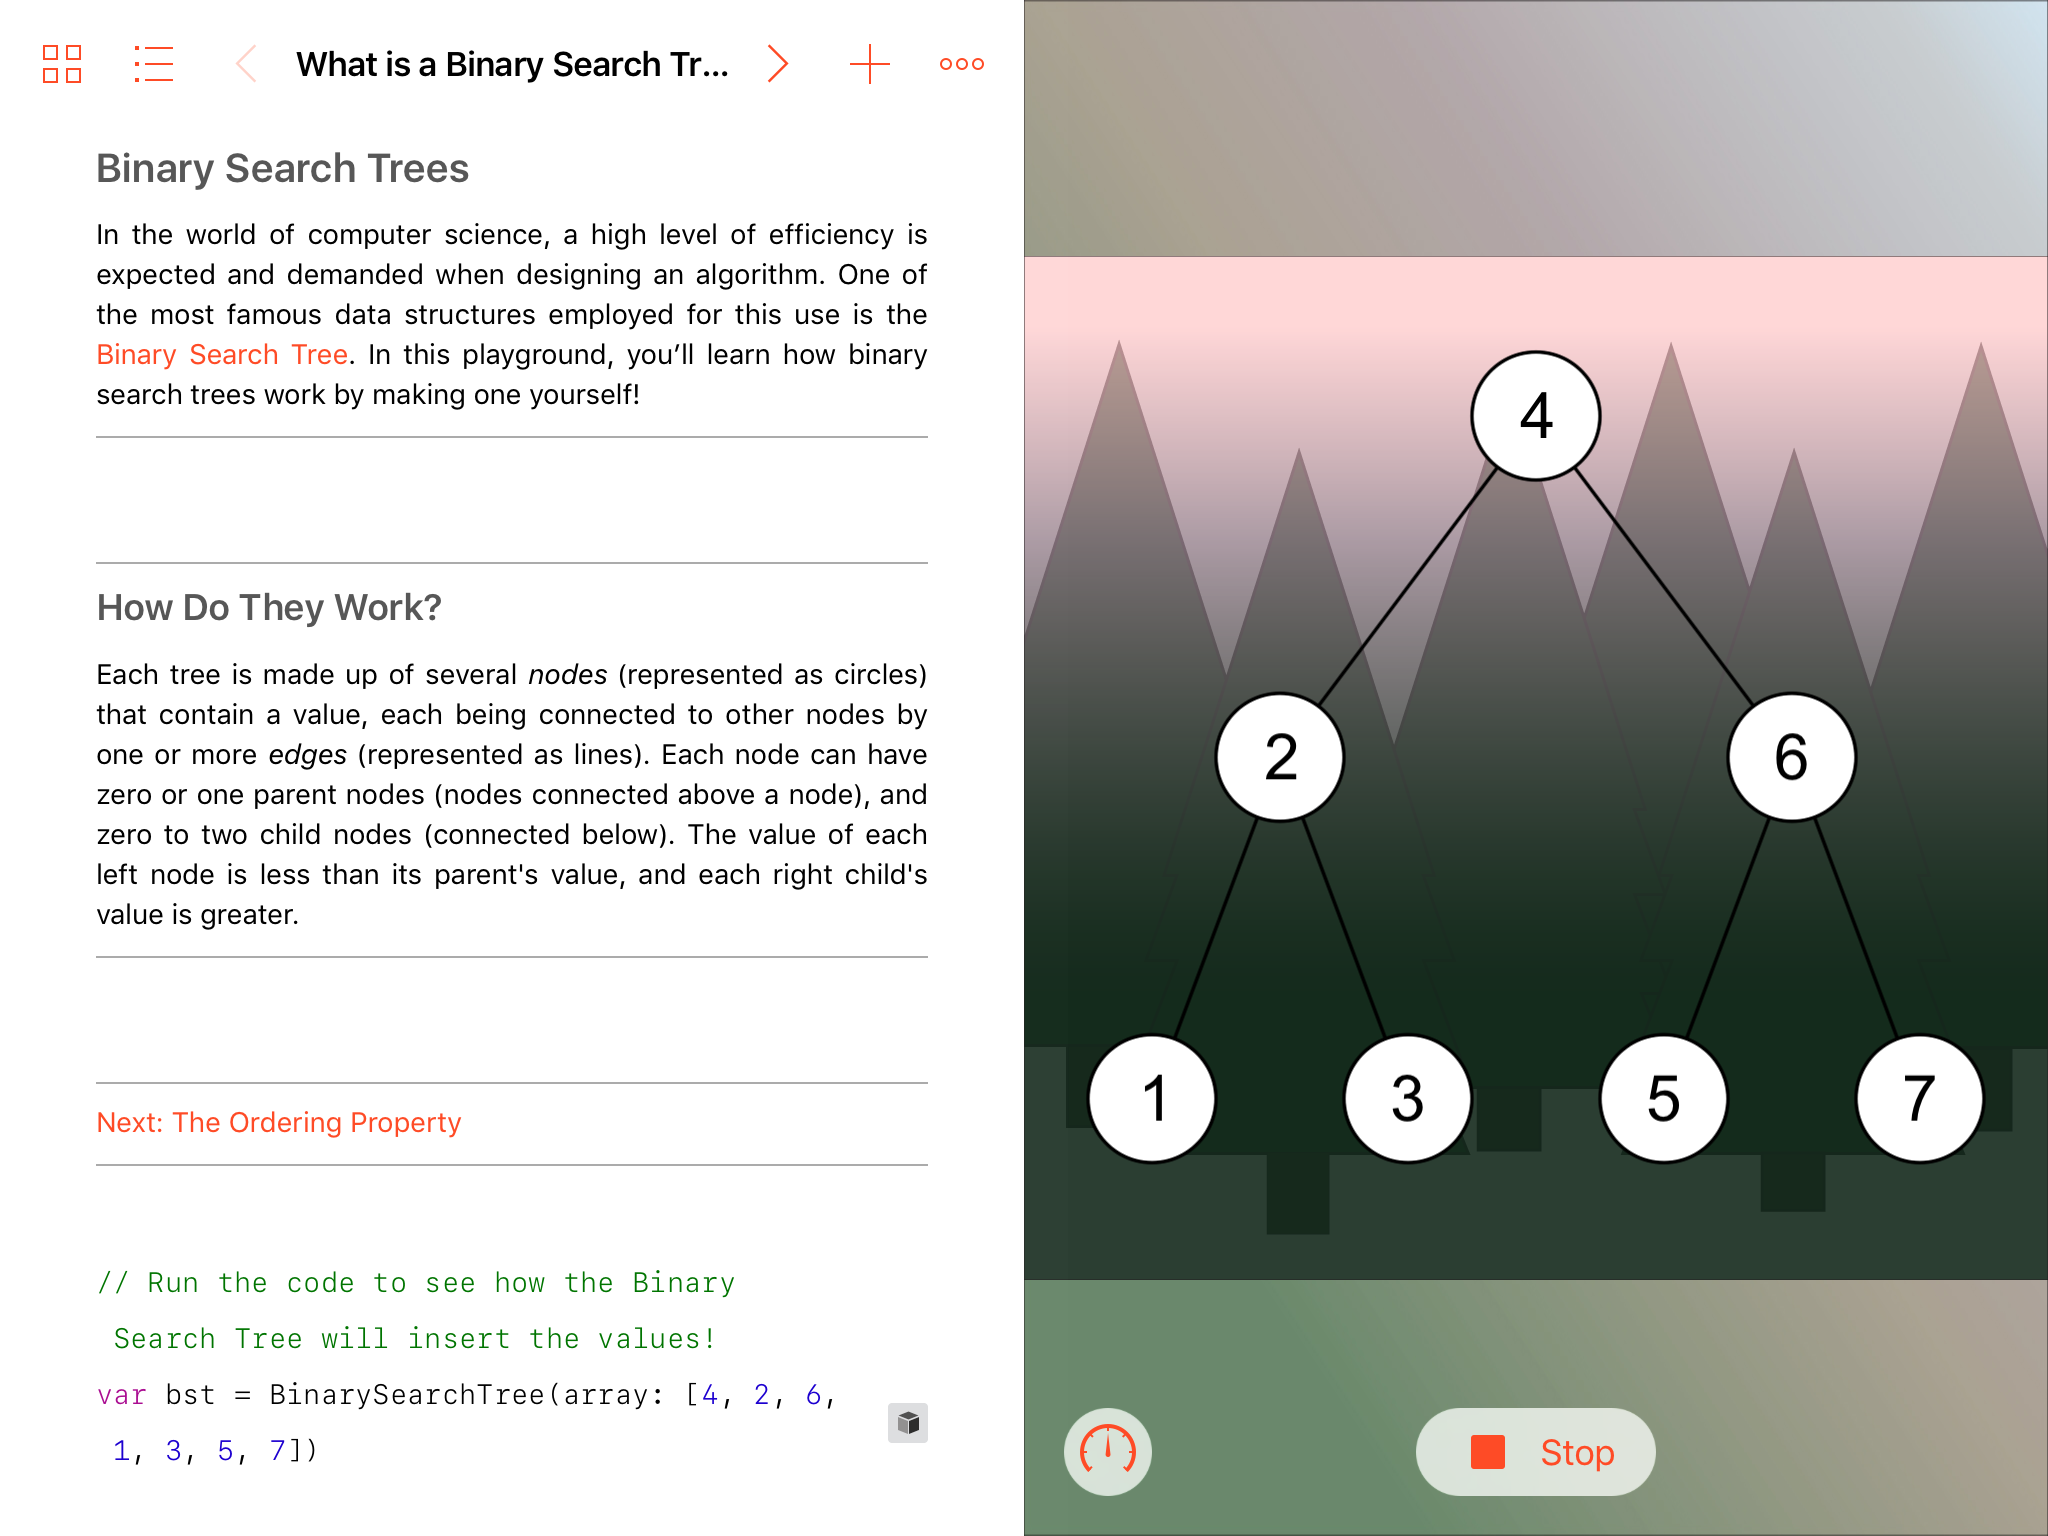 What is a Binary Search Tr...
Binary Search Trees
In the world of computer science, a high level of efficiency is
expected and demanded when designing an algorithm. One of
the most famous data structures employed for this use is the
Binary Search Tree. In this playground, you’ll learn how binary
search trees work by making one yourself!
How Do They Work?
Each tree is made up of several nodes (represented as circles)
that contain a value, each being connected to other nodes by
one or more edges (represented as lines). Each node can have
zero or one parent nodes (nodes connected above a node), and
zero to two child nodes (connected below). The value of each
left node is less than its parent's value, and each right child's
value is greater.
Next: The Ordering Property
// Run the code to see how the Binary
Search Tree will insert the values!
var bst = BinarySearchTree(array: [4, 2, 6,
1, 3, 5, 7])
4
2 6
1 3 5 7
Stop